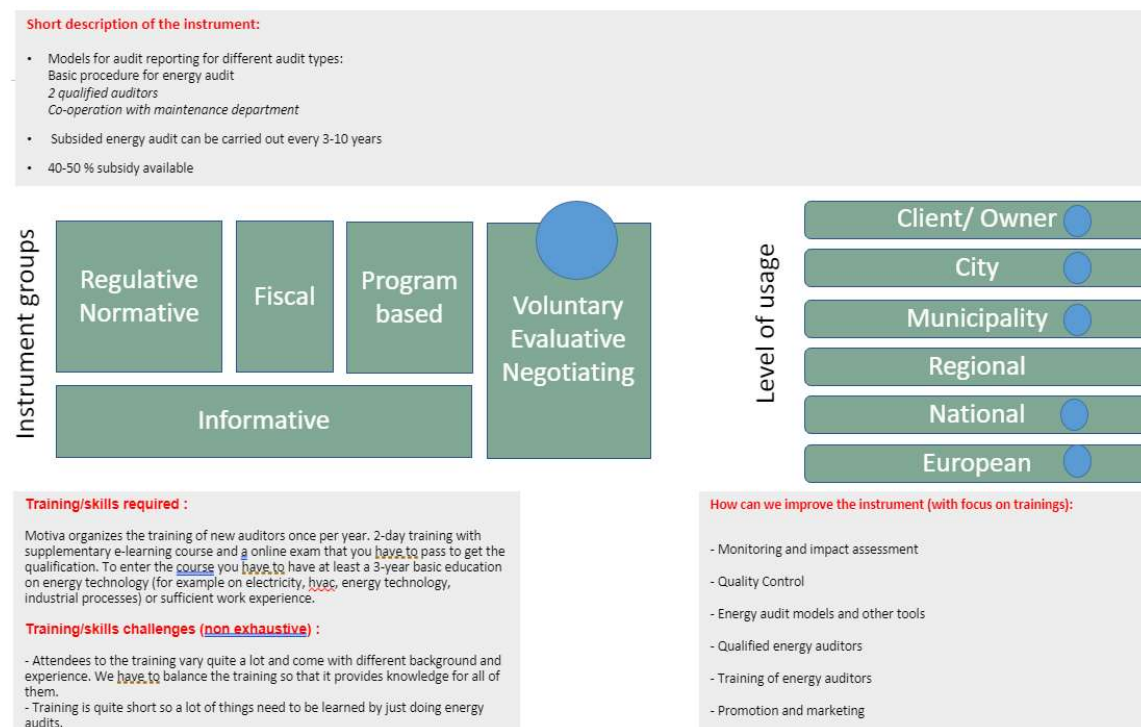 Short description of the instrument:
• Models for audit reporting for different audit types:
Basic procedure for energy audit
2 qualified auditors
Co-operation with maintenance department
• Subsided energy audit can be carried out every 3-10 years
• 40-50 % subsidy available
Instrument groups
Regulative
Normative
Fiscal
Program
based
Voluntary
Evaluative
Negotiating
Informative
Level of usage
Client/ Owner
City
Municipality
Regional
National
European
Training/skills required :
Motiva organizes the training of new auditors once per year. 2-day training with
supplementary e-learning course and a online exam that you have to pass to get the
qualification. To enter the course you have to have at least a 3-year basic education
on energy technology (for example on electricity, hvac, energy technology,
industrial processes) or sufficient work experience.
Training/skills challenges (non exhaustive) :
- Attendees to the training vary quite a lot and come with different background and
experience. We have to balance the training so that it provides knowledge for all of
them.
- Training is quite short so a lot of things need to be learned by just doing energy
audits.
How can we improve the instrument (with focus on trainings):
- Monitoring and impact assessment
- Quality Control
- Energy audit models and other tools
- Qualified energy auditors
- Training of energy auditors
- Promotion and marketing